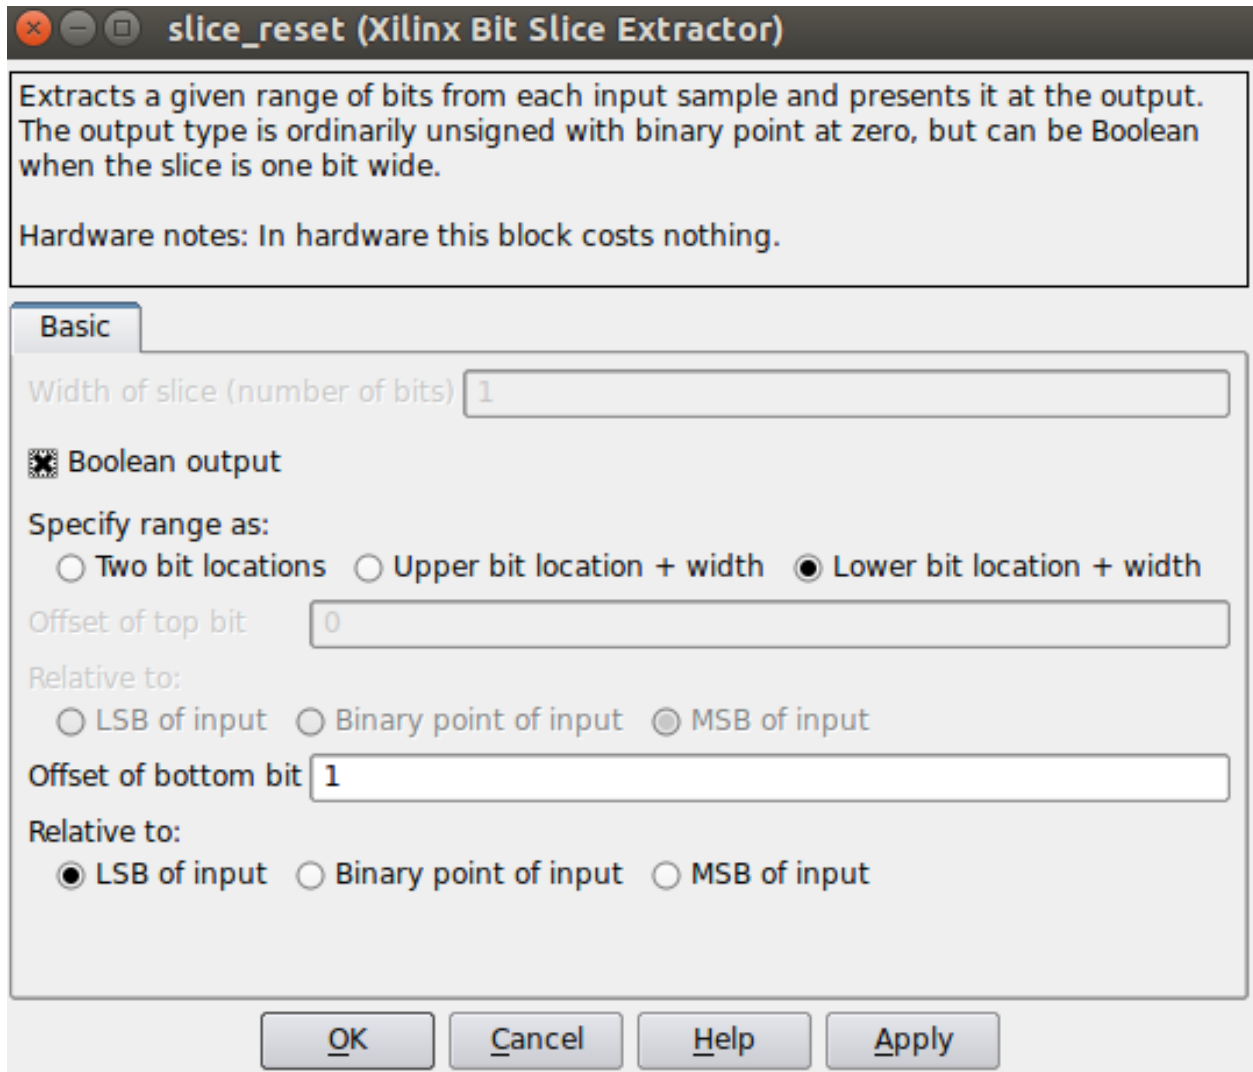 slice_reset (Xilinx Bit Slice Extractor)
Extracts a given range of bits from each input sample and presents it at the output.
The output type is ordinarily unsigned with binary point at zero, but can be Boolean
when the slice is one bit wide.
Hardware notes: In hardware this block costs nothing.
Basic
Width of slice (number of bits) 1
Boolean output
Specify range as:
Two bit locations Upper bit location + width Lower bit location + width
Offset of top bit 0
Relative to:
LSB of input Binary point of input MSB of input
Offset of bottom bit 1
Relative to:
LSB of input Binary point of input MSB of input
OK Cancel Help Apply